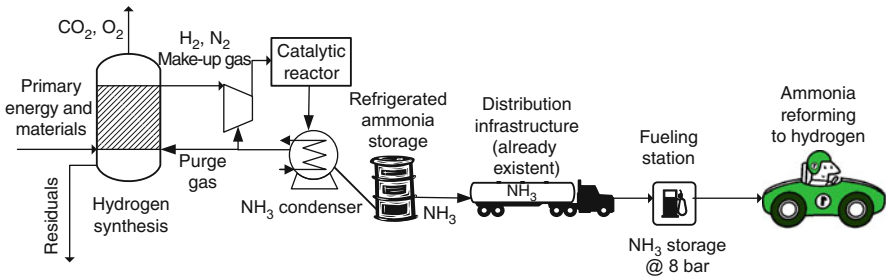 CO₂, O₂
H₂, N₂
Make-up gas
Catalytic
reactor
Primary
energy and
materials
Refrigerated
ammonia
storage
Distribution
infrastructure
(already
existent)
Fueling
station
Ammonia
reforming
to hydrogen
Purge
gas
Residuals
Hydrogen
synthesis
NH₃ condenser
NH₃
NH₃
NH₃ storage
@ 8 bar